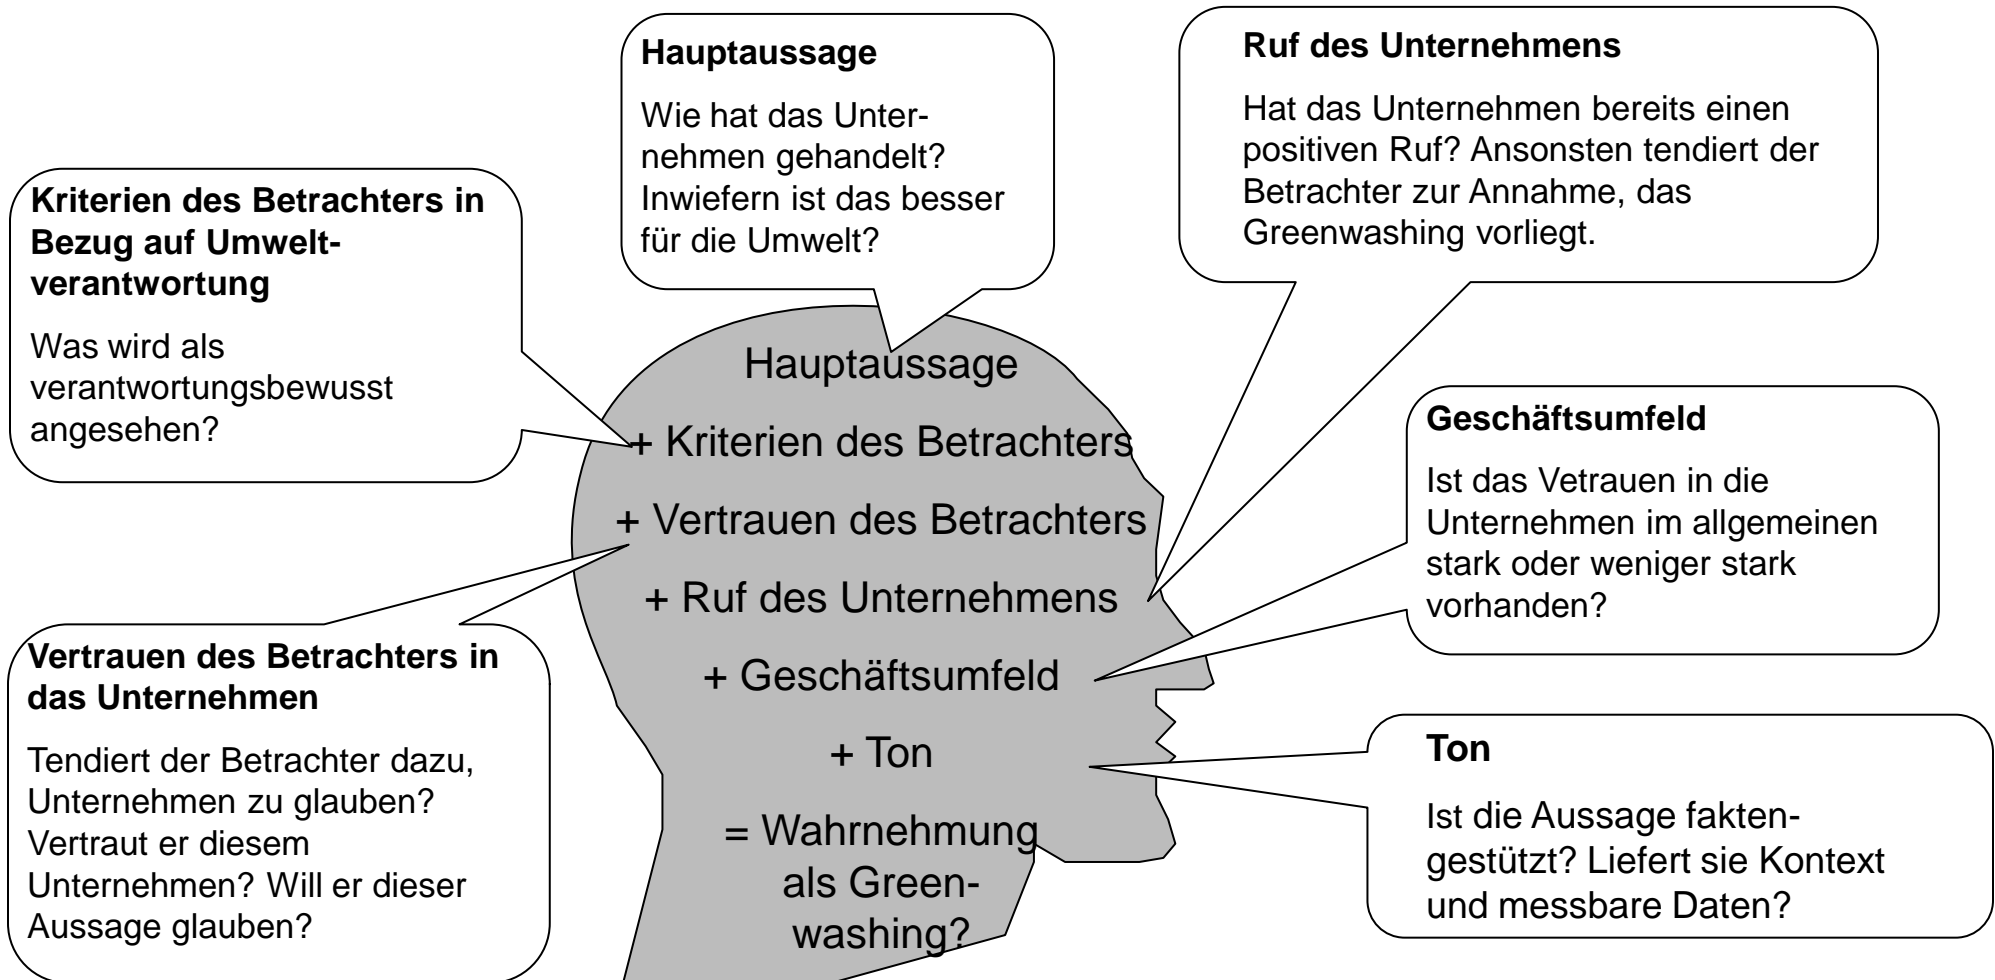 Hauptaussage
Wie hat das Unter-
nehmen gehandelt?
Inwiefern ist das besser
für die Umwelt?
Ruf des Unternehmens
Hat das Unternehmen bereits einen
positiven Ruf? Ansonsten tendiert der
Betrachter zur Annahme, das
Greenwashing vorliegt.
Kriterien des Betrachters in
Bezug auf Umwelt-
verantwortung
Was wird als
verantwortungsbewusst
angesehen?
Hauptaussage
+ Kriterien des Betrachters
+ Vertrauen des Betrachters
+ Ruf des Unternehmens
+ Geschäftsumfeld
+ Ton
= Wahrnehmung
als Green-
washing?
Geschäftsumfeld
Ist das Vetrauen in die
Unternehmen im allgemeinen
stark oder weniger stark
vorhanden?
Vertrauen des Betrachters in
das Unternehmen
Tendiert der Betrachter dazu,
Unternehmen zu glauben?
Vertraut er diesem
Unternehmen? Will er dieser
Aussage glauben?
Ton
Ist die Aussage fakten-
gestützt? Liefert sie Kontext
und messbare Daten?